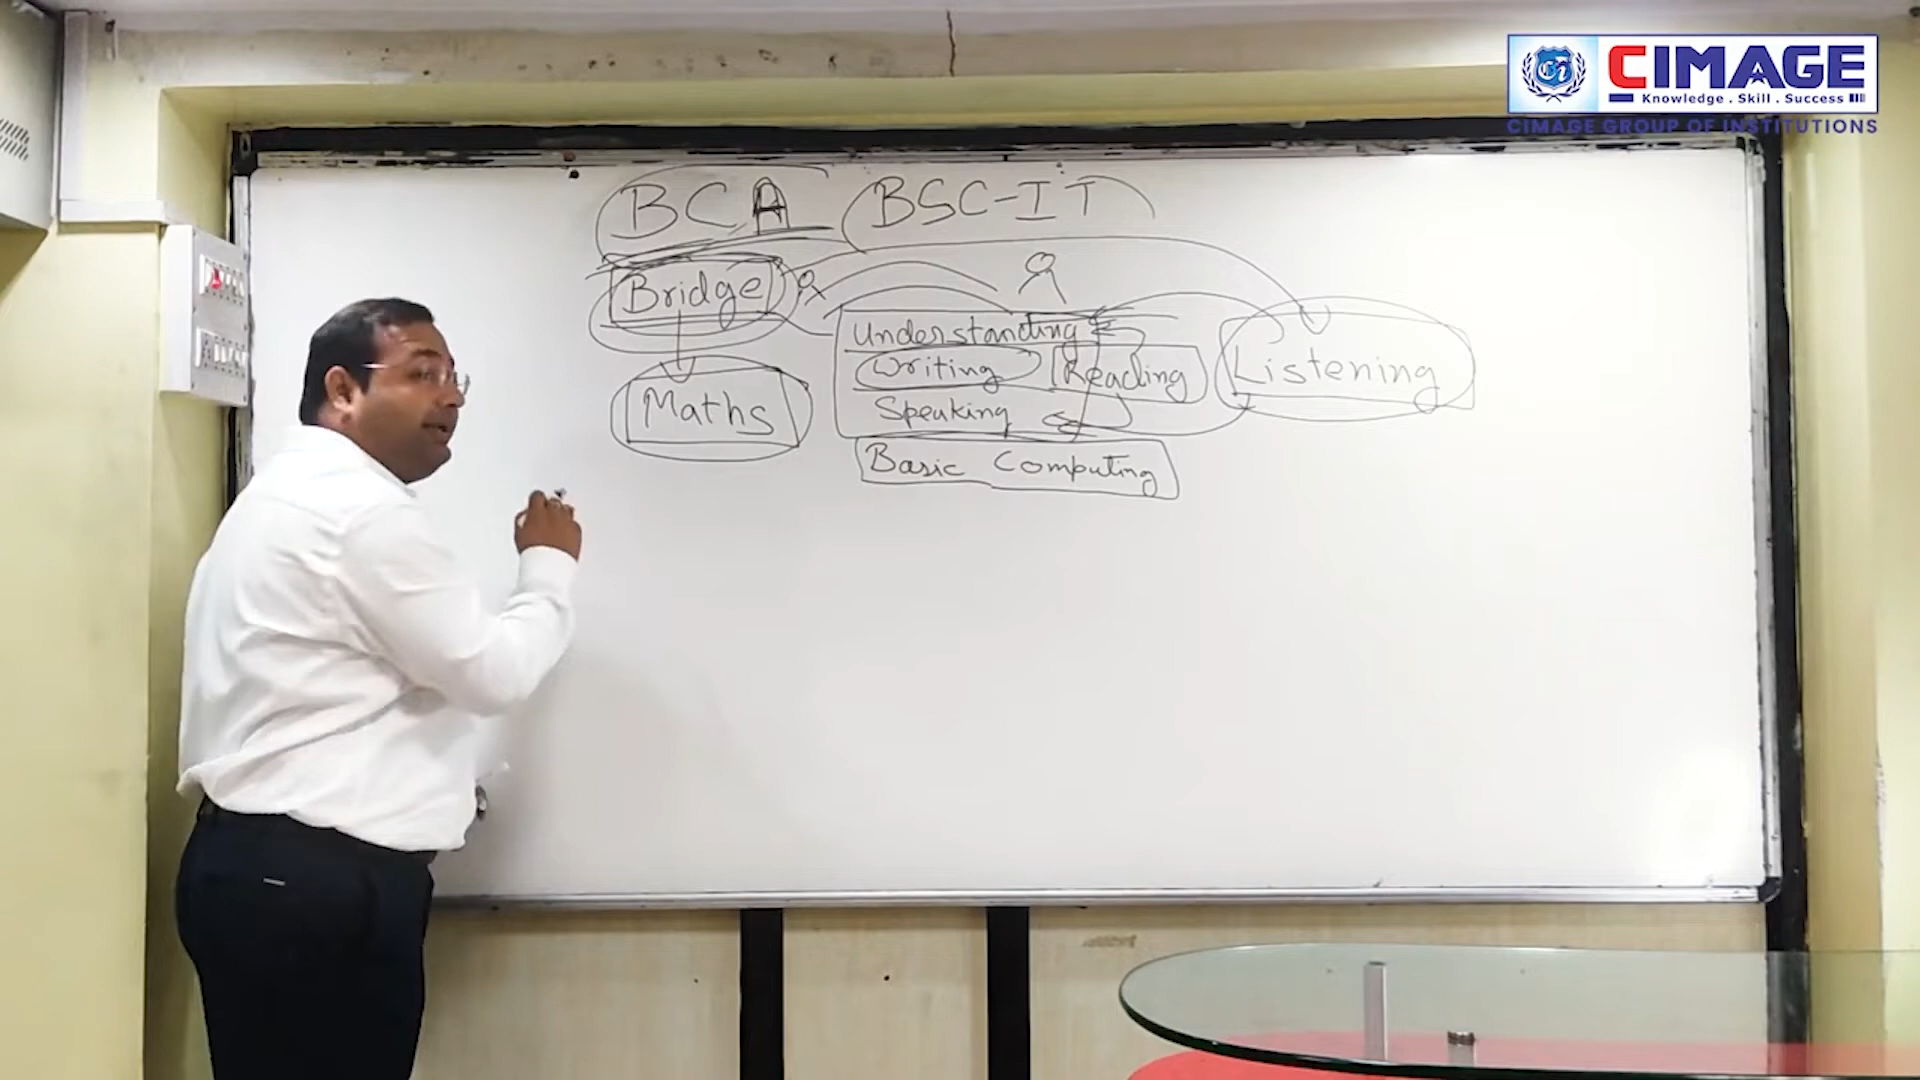 CIMAGE
Knowledge . Skill . Success
CIMAGE GROUP OF INSTITUTIONS
BCA BSC-IT
Bridge
Understanding
Writing Reading Listening
Maths Speaking
Basic Computing